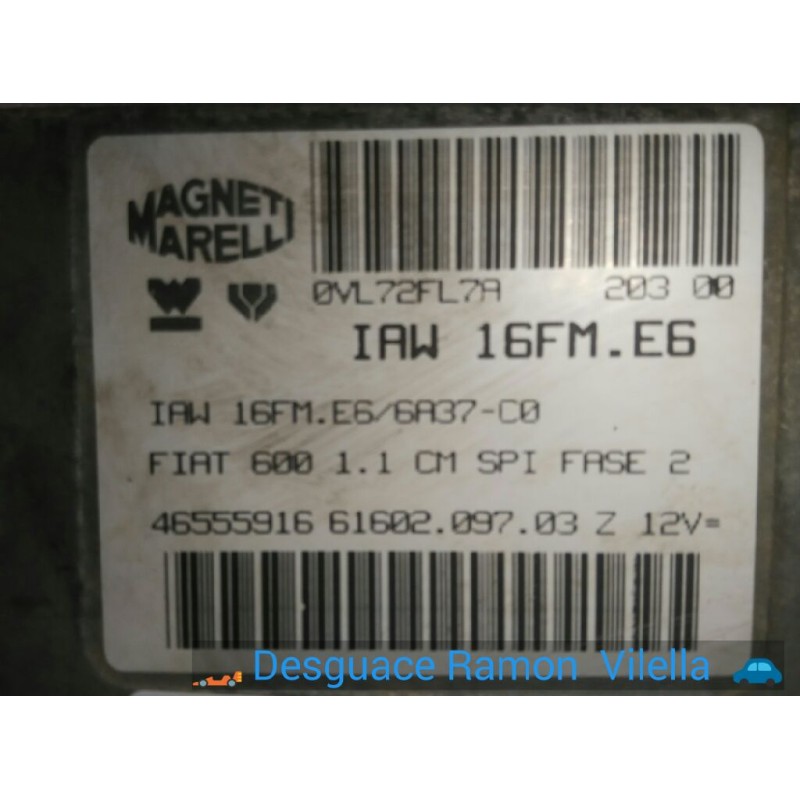 MAGNETI
MARELLI
0VL72FL7A 203 00
IAW 16FM.E6
IAW 16FM.E6/6A37-C0
FIAT 600 1.1 CM SPI FASE 2
46555916 61602.097.03 Z 12V=
Desguace Ramon Vilella